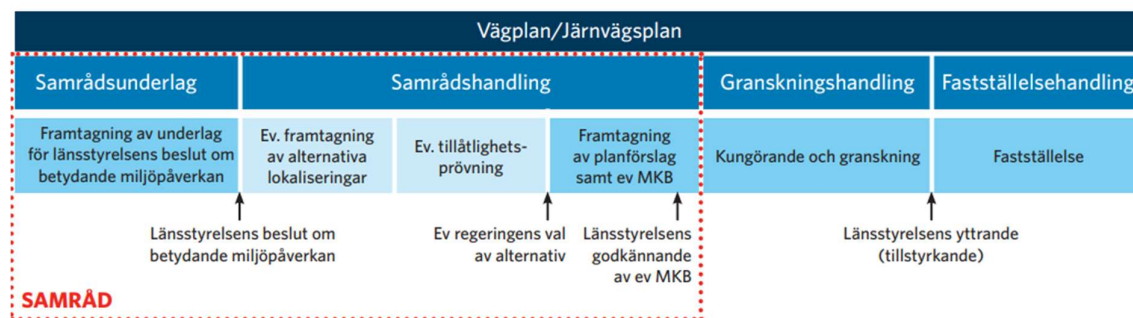 Vägplan/Järnvägsplan
Samrådsunderlag
Samrådshandling
Granskningshandling
Fastställelsehandling
Framtagning av underlag
för länsstyrelsens beslut om
betydande miljöpåverkan
Ev. framtagning
av alternativa
lokaliseringar
Ev. tillåtlighets-
prövning
Framtagning
av planförslag
samt ev MKB
Kungörande och granskning
Fastställelse
Länsstyrelsens beslut om
betydande miljöpåverkan
Ev regeringens val
av alternativ
Länsstyrelsens
godkännande
av ev MKB
Länsstyrelsens yttrande
(tillstyrkande)
SAMRÅD